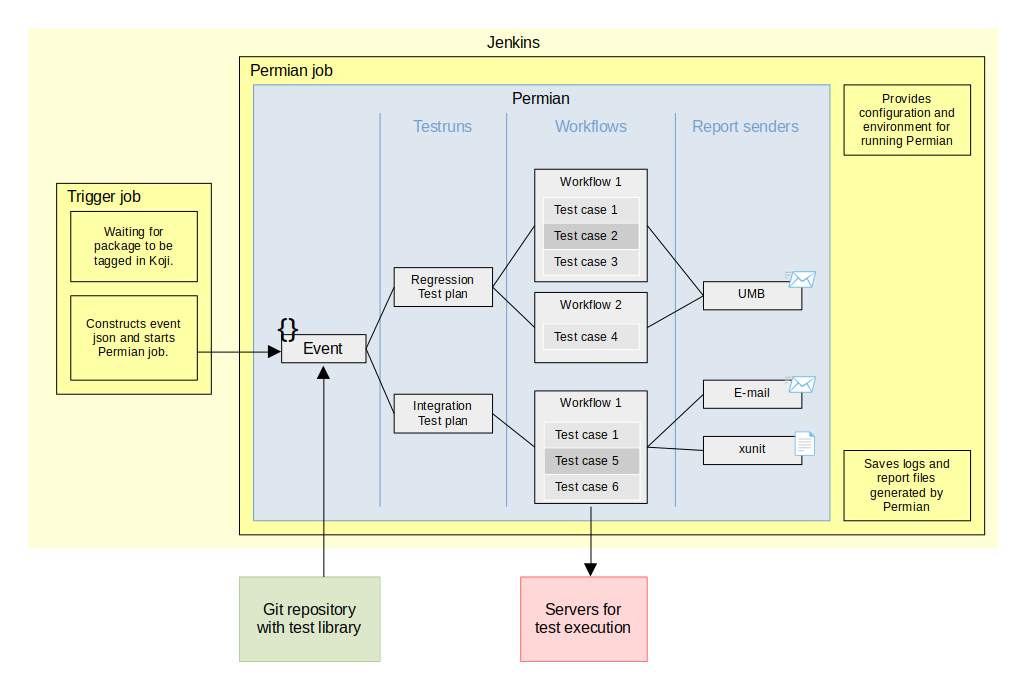 Jenkins
Permian job
Permian
Testruns
Workflows
Report senders
Provides
configuration and
environment for
running Permian
Trigger job
Waiting for
package to be
tagged in Koji.
Constructs event
json and starts
Permian job.
{}
Event
Regression
Test plan
Integration
Test plan
Workflow 1
Test case 1
Test case 2
Test case 3
Workflow 2
Test case 4
Workflow 1
Test case 1
Test case 5
Test case 6
UMB
E-mail
xunit
Saves logs and
report files
generated by
Permian
Git repository
with test library
Servers for
test execution